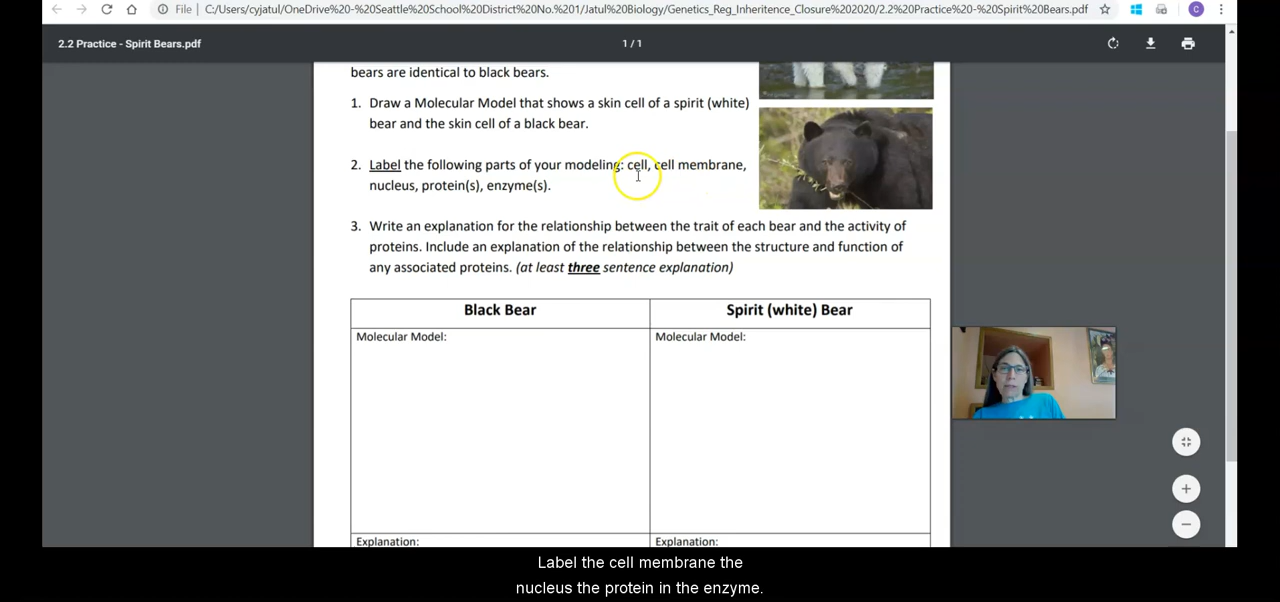 File | C:/Users/cyjatul/OneDrive%20-%20Seattle%20School%20District%20No.%201/Jatul%20Biology/Genetics_Reg_Inheritence_Closure%202020/2.2%20Practice%20-%20Spirit%20Bears.pdf
C
2.2 Practice - Spirit Bears.pdf
1 / 1
bears are identical to black bears.
1. Draw a Molecular Model that shows a skin cell of a spirit (white)
bear and the skin cell of a black bear.
2. Label the following parts of your modeling: cell, cell membrane,
nucleus, protein(s), enzyme(s).
3. Write an explanation for the relationship between the trait of each bear and the activity of
proteins. Include an explanation of the relationship between the structure and function of
any associated proteins. (at least three sentence explanation)
Black Bear
Spirit (white) Bear
Molecular Model:
Molecular Model:
Explanation:
Explanation:
Label the cell membrane the
nucleus the protein in the enzyme.